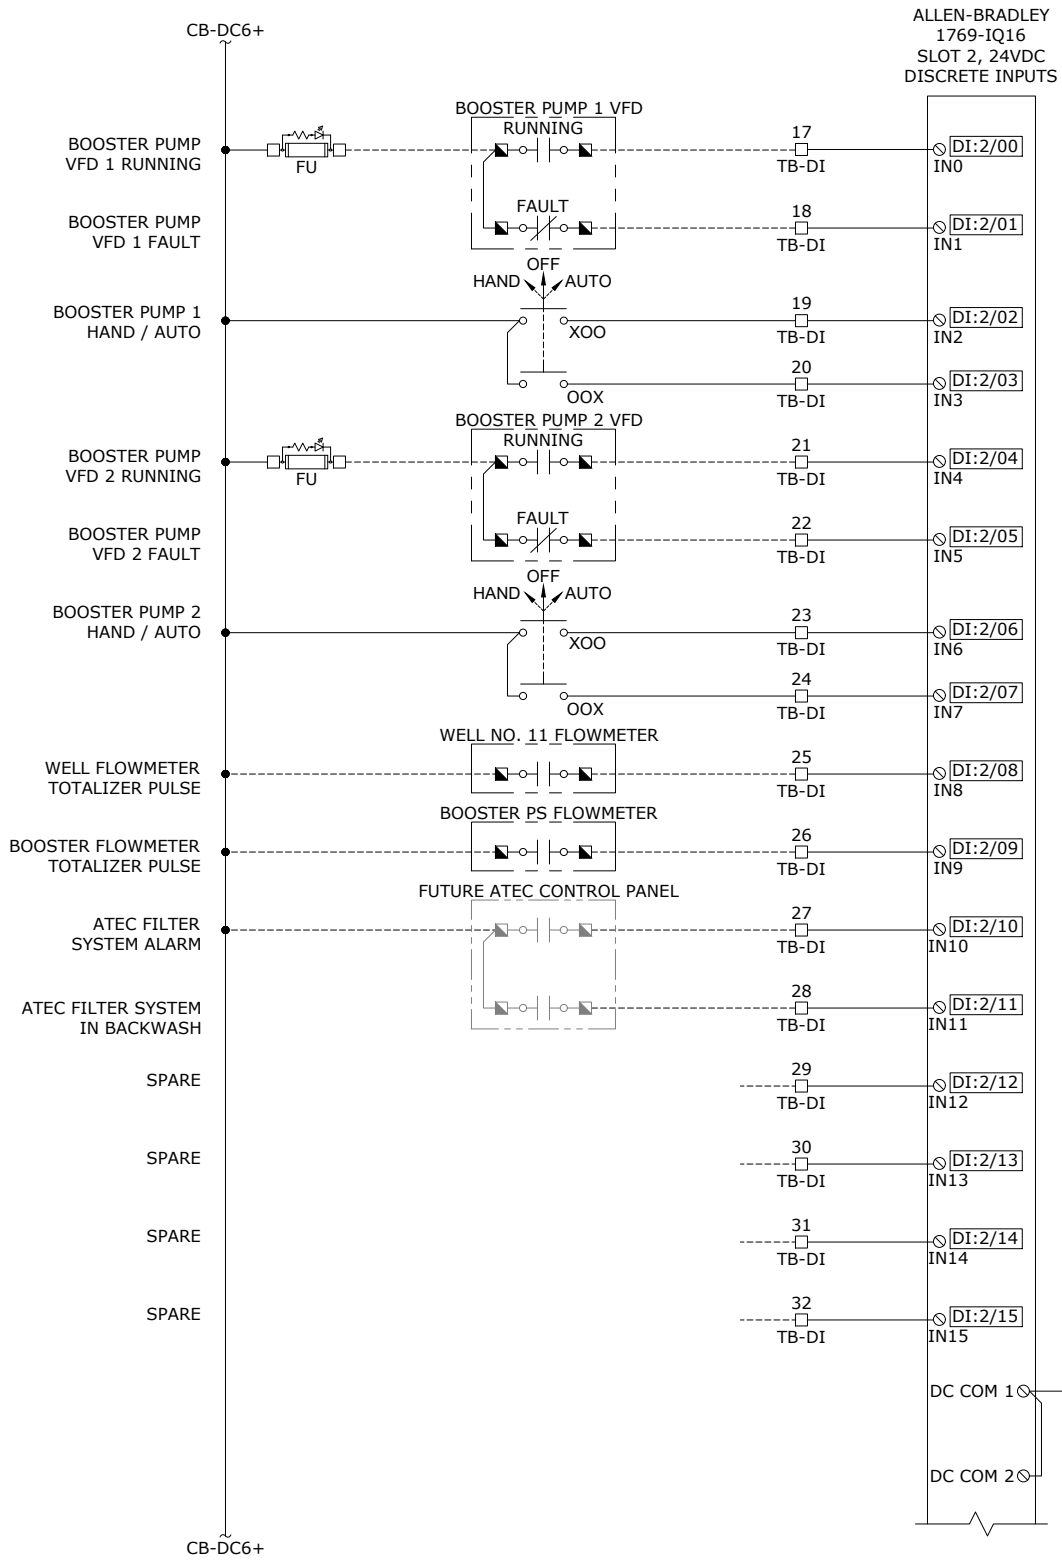 ALLEN-BRADLEY
1769-IQ16
SLOT 2, 24VDC
DISCRETE INPUTS
CB-DC6+
BOOSTER PUMP
VFD 1 RUNNING
FU
BOOSTER PUMP 1 VFD
RUNNING
17
TB-DI
DI:2/00
IN0
BOOSTER PUMP
VFD 1 FAULT
FAULT
18
TB-DI
DI:2/01
IN1
HAND
OFF
AUTO
BOOSTER PUMP 1
HAND / AUTO
XOO
19
TB-DI
DI:2/02
IN2
OOX
20
TB-DI
DI:2/03
IN3
BOOSTER PUMP
VFD 2 RUNNING
FU
BOOSTER PUMP 2 VFD
RUNNING
21
TB-DI
DI:2/04
IN4
BOOSTER PUMP
VFD 2 FAULT
FAULT
22
TB-DI
DI:2/05
IN5
HAND
OFF
AUTO
BOOSTER PUMP 2
HAND / AUTO
XOO
23
TB-DI
DI:2/06
IN6
OOX
24
TB-DI
DI:2/07
IN7
WELL FLOWMETER
TOTALIZER PULSE
WELL NO. 11 FLOWMETER
25
TB-DI
DI:2/08
IN8
BOOSTER FLOWMETER
TOTALIZER PULSE
BOOSTER PS FLOWMETER
26
TB-DI
DI:2/09
IN9
ATEC FILTER
SYSTEM ALARM
FUTURE ATEC CONTROL PANEL
27
TB-DI
DI:2/10
IN10
ATEC FILTER SYSTEM
IN BACKWASH
28
TB-DI
DI:2/11
IN11
SPARE
29
TB-DI
DI:2/12
IN12
SPARE
30
TB-DI
DI:2/13
IN13
SPARE
31
TB-DI
DI:2/14
IN14
SPARE
32
TB-DI
DI:2/15
IN15
DC COM 1
DC COM 2
CB-DC6+